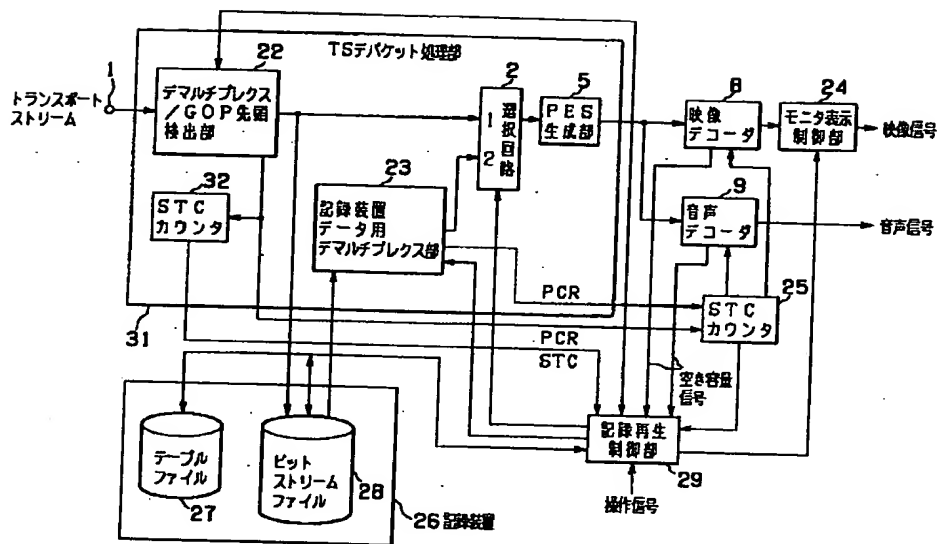 TSデパケット処理部
22
1
トランスポート
ストリーム
デマルチプレクス
／GOP先頭
検出部
2
1
2
選択回路
5
PES
生成部
8
映像
デコーダ
24
モニタ表示
制御部
映像信号
32
STC
カウンタ
23
記録装置
データ用
デマルチプレクス部
9
音声
デコーダ
音声信号
PCR
25
STC
カウンタ
31
PCR
STC
空き容量
信号
テーブル
ファイル
27
ビット
ストリーム
ファイル
28
記録再生
制御部
29
操作信号
26 記録装置